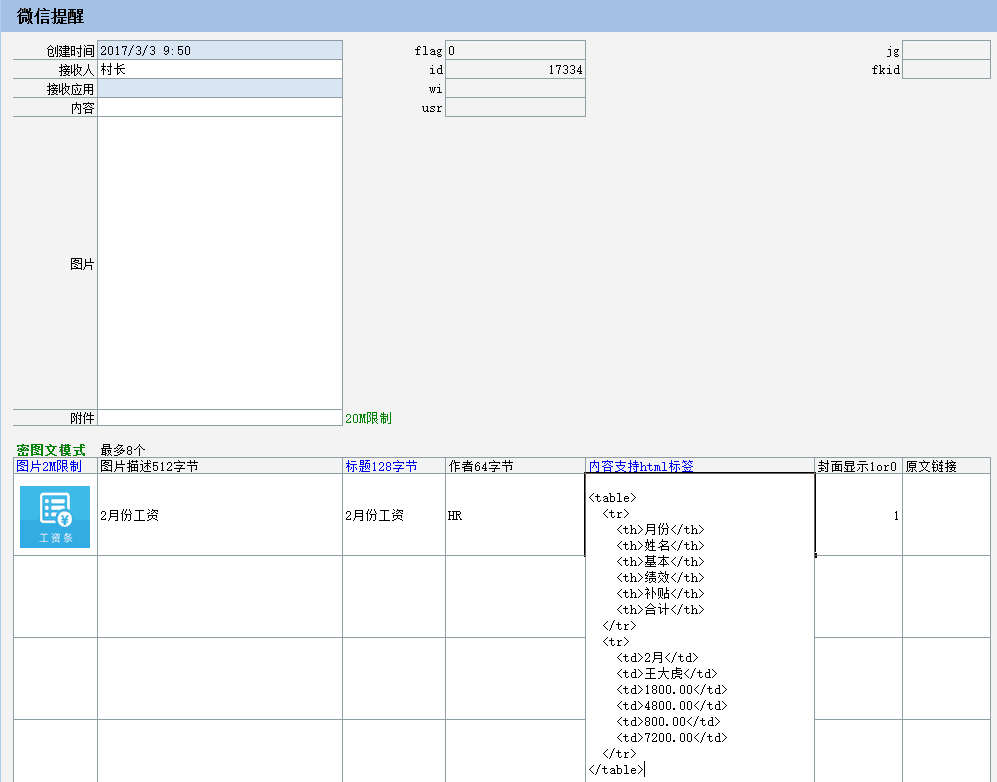 微信提醒
创建时间 2017/3/3 9:50 flag 0 jg
接收人 村长 id 17334 fkid
接收应用 wi
内容 usr
图片
附件 20M限制
密图文模式 最多8个
图片2M限制 图片描述512字节 标题128字节 作者64字节 内容支持html标签 封面显示1or0 原文链接
工资条 2月份工资 2月份工资 HR 1
<table>
<tr>
<th>月份</th>
<th>姓名</th>
<th>基本</th>
<th>绩效</th>
<th>补贴</th>
<th>合计</th>
</tr>
<tr>
<td>2月</td>
<td>王大虎</td>
<td>1800.00</td>
<td>4800.00</td>
<td>800.00</td>
<td>7200.00</td>
</tr>
</table>